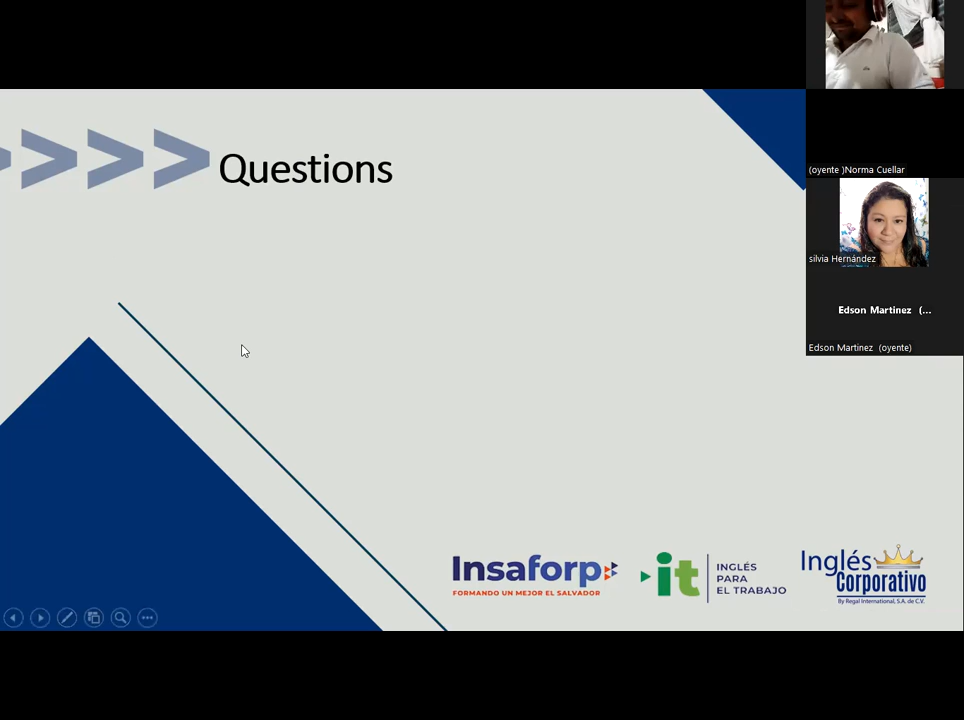 >>>> Questions
(oyente )Norma Cuellar
silvia Hernández
Edson Martinez (...
Edson Martinez (oyente)
Insaforp
FORMANDO UN MEJOR EL SALVADOR
it
INGLÉS
PARA
EL TRABAJO
Inglés
Corporativo
By Regal International, S.A. de C.V.